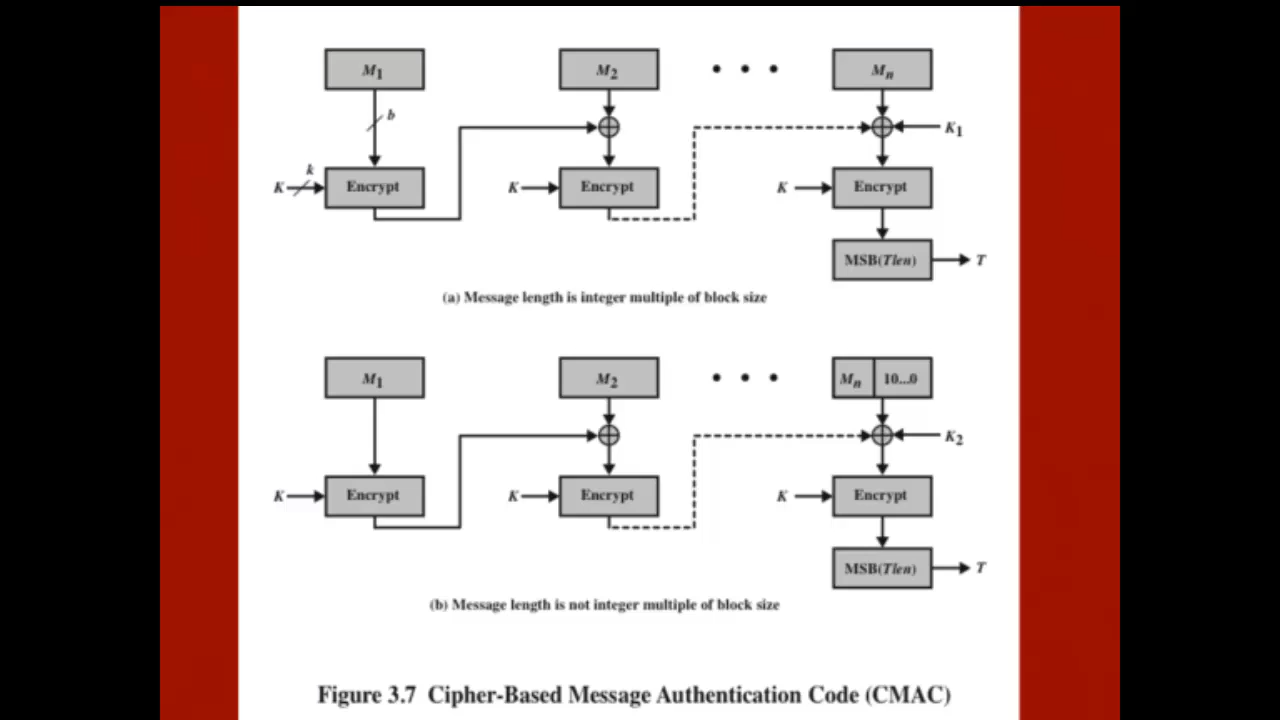 M1 M2 • • • Mn
b
K1
k
K Encrypt K Encrypt K Encrypt
MSB(Tlen) T
(a) Message length is integer multiple of block size
M1 M2 • • • Mn 10...0
K2
K Encrypt K Encrypt K Encrypt
MSB(Tlen) T
(b) Message length is not integer multiple of block size
Figure 3.7 Cipher-Based Message Authentication Code (CMAC)